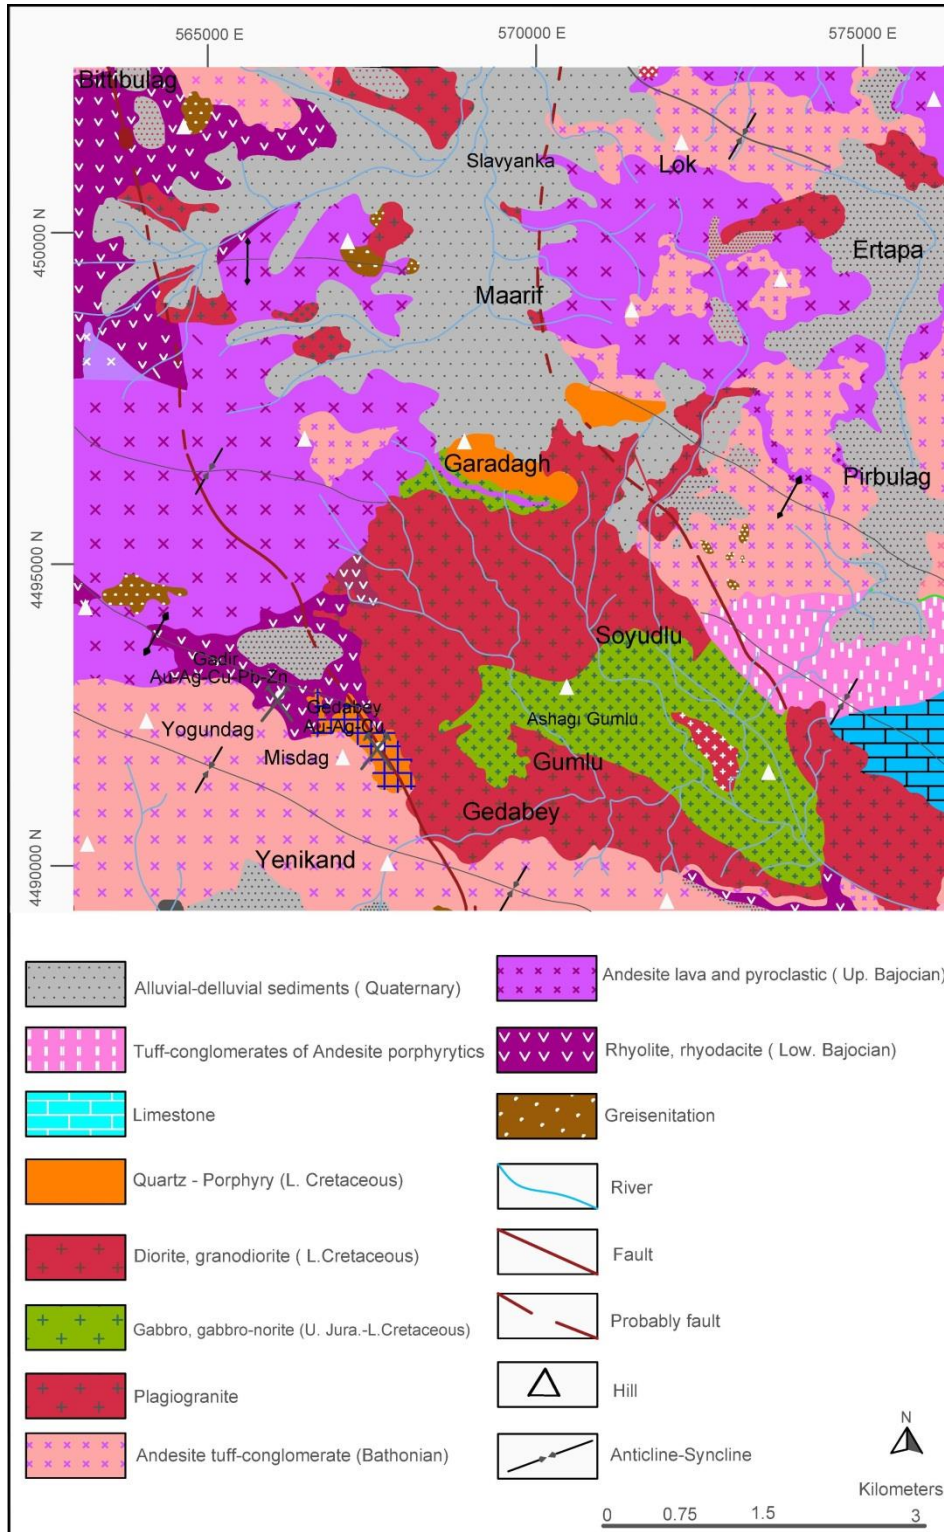 565000 E
570000 E
575000 E
Bittibulag
Slavyanka
Lok
450000 N
Ertapa
Maarif
Garadagh
Pirbulag
4495000 N
Soyudlu
Gadir
Au-Ag-Cu-Pb-Zn
Gedabey
Au-Ag-Cu
Ashagı Gumlu
Yogundag
Misdag
Gumlu
Gedabey
Yenikand
4490000 N
Alluvial-delluvial sediments ( Quaternary)
Tuff-conglomerates of Andesite porphyrytics
Limestone
Quartz - Porphyry (L. Cretaceous)
Diorite, granodiorite ( L.Cretaceous)
Gabbro, gabbro-norite (U. Jura.-L.Cretaceous)
Plagiogranite
Andesite tuff-conglomerate (Bathonian)
Andesite lava and pyroclastic ( Up. Bajocian)
Rhyolite, rhyodacite ( Low. Bajocian)
Greisenitation
River
Fault
Probably fault
Hill
Anticline-Syncline
N
Kilometers
0 0.75 1.5 3